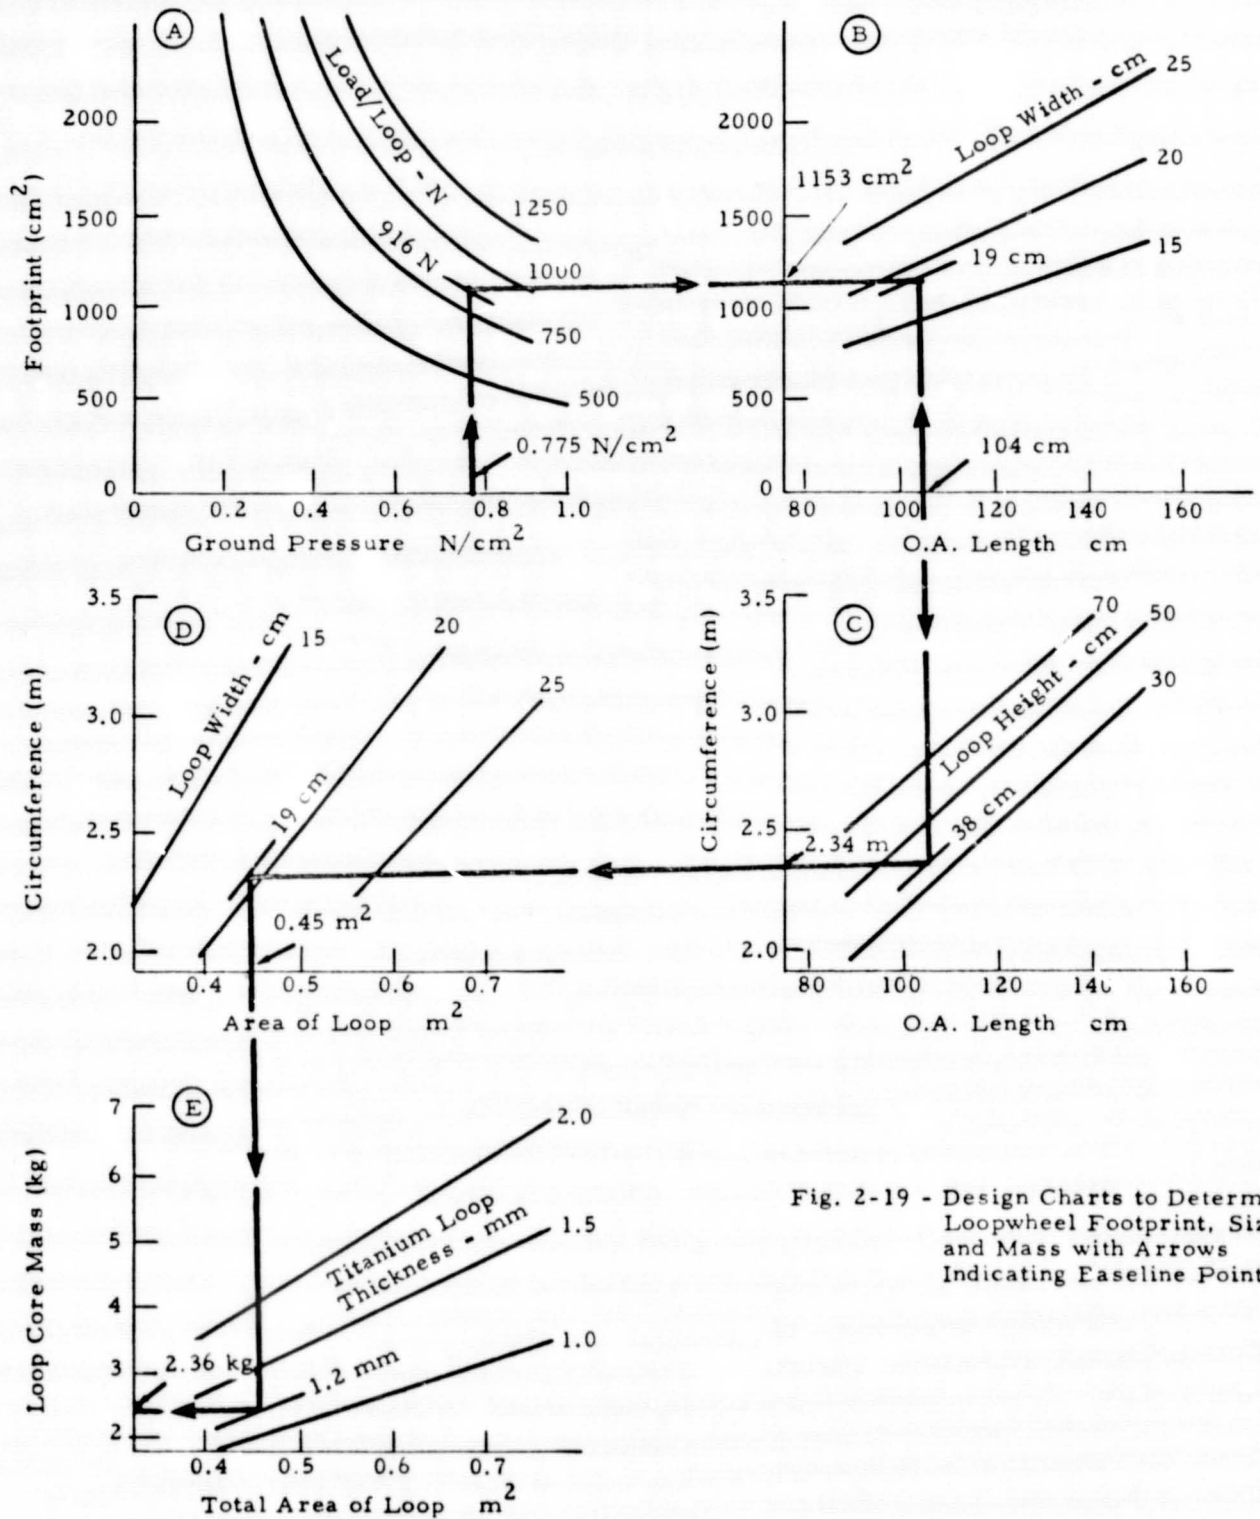 A
Footprint (cm2)
2000
1500
1000
500
0
Load/Loop - N
916 N
1250
1000
750
500
0.775 N/cm2
0 0.2 0.4 0.6 0.8 1.0
Ground Pressure N/cm2
B
2000
1500
1000
500
0
1153 cm2
Loop Width - cm
25
20
15
19 cm
104 cm
80 100 120 140 160
O.A. Length cm
D
Circumference (m)
3.5
3.0
2.5
2.0
Loop Width - cm
15
20
25
19 cm
0.45 m2
0.4 0.5 0.6 0.7
Area of Loop m2
C
Circumference (m)
3.5
3.0
2.5
2.0
70
50
30
Loop Height - cm
38 cm
2.34 m
80 100 120 140 160
O.A. Length cm
E
Loop Core Mass (kg)
7
6
5
4
3
2
2.0
Titanium Loop
Thickness - mm
1.5
1.0
1.2 mm
2.36 kg
0.4 0.5 0.6 0.7
Total Area of Loop m2
Fig. 2-19 - Design Charts to Determ
Loopwheel Footprint, Siz
and Mass with Arrows
Indicating Easeline Point